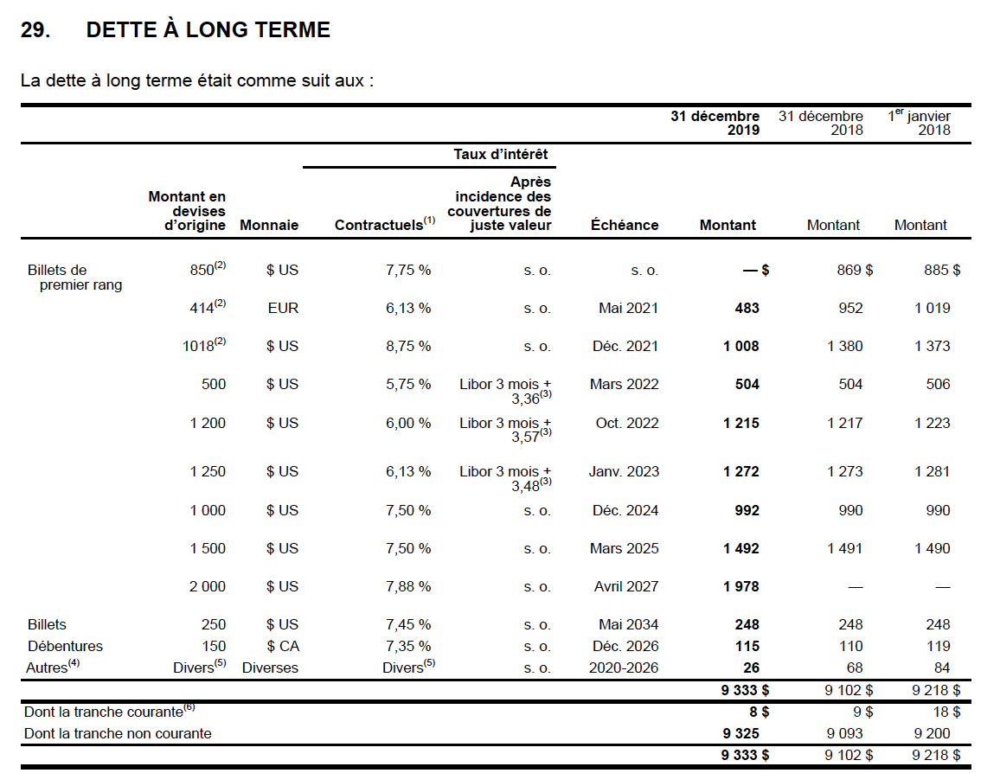 29. DETTE À LONG TERME
La dette à long terme était comme suit aux :
31 décembre 2019 31 décembre 2018 1er janvier 2018
Taux d’intérêt
Montant en devises d’origine Monnaie Contractuels(1) Après incidence des couvertures de juste valeur Échéance Montant Montant Montant
Billets de premier rang 850(2) $ US 7,75 % s. o. s. o. — $ 869 $ 885 $
414(2) EUR 6,13 % s. o. Mai 2021 483 952 1 019
1018(2) $ US 8,75 % s. o. Déc. 2021 1 008 1 380 1 373
500 $ US 5,75 % Libor 3 mois + 3,36(3) Mars 2022 504 504 506
1 200 $ US 6,00 % Libor 3 mois + 3,57(3) Oct. 2022 1 215 1 217 1 223
1 250 $ US 6,13 % Libor 3 mois + 3,48(3) Janv. 2023 1 272 1 273 1 281
1 000 $ US 7,50 % s. o. Déc. 2024 992 990 990
1 500 $ US 7,50 % s. o. Mars 2025 1 492 1 491 1 490
2 000 $ US 7,88 % s. o. Avril 2027 1 978 — —
Billets 250 $ US 7,45 % s. o. Mai 2034 248 248 248
Débentures 150 $ CA 7,35 % s. o. Déc. 2026 115 110 119
Autres(4) Divers(5) Diverses Divers(5) s. o. 2020-2026 26 68 84
9 333 $ 9 102 $ 9 218 $
Dont la tranche courante(6) 8 $ 9 $ 18 $
Dont la tranche non courante 9 325 9 093 9 200
9 333 $ 9 102 $ 9 218 $